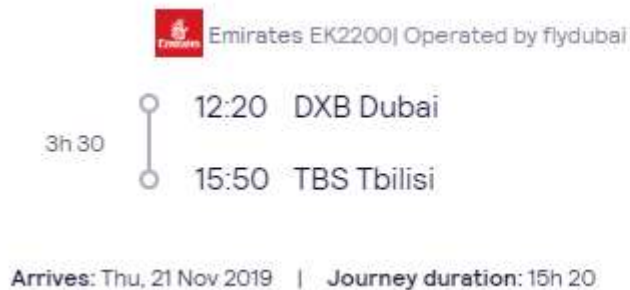 Emirates
Emirates EK2200| Operated by flydubai
12:20 DXB Dubai
3h 30
15:50 TBS Tbilisi
Arrives: Thu, 21 Nov 2019 | Journey duration: 15h 20